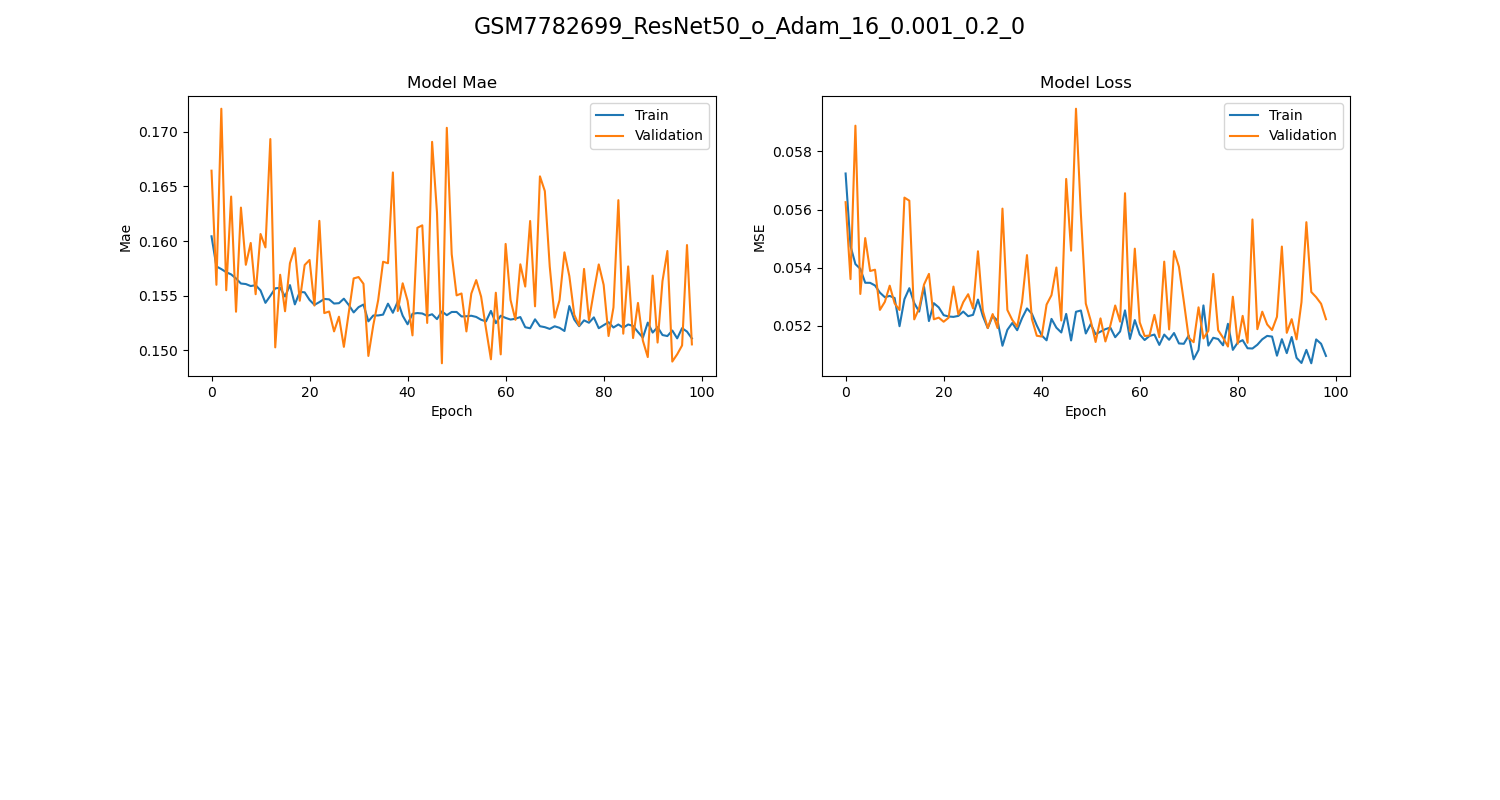 GSM7782699_ResNet50_o_Adam_16_0.001_0.2_0
Model Mae
Train
Validation
0.170
0.165
0.160
0.155
0.150
Mae
0 20 40 60 80 100
Epoch
Model Loss
Train
Validation
0.058
0.056
0.054
0.052
MSE
0 20 40 60 80 100
Epoch